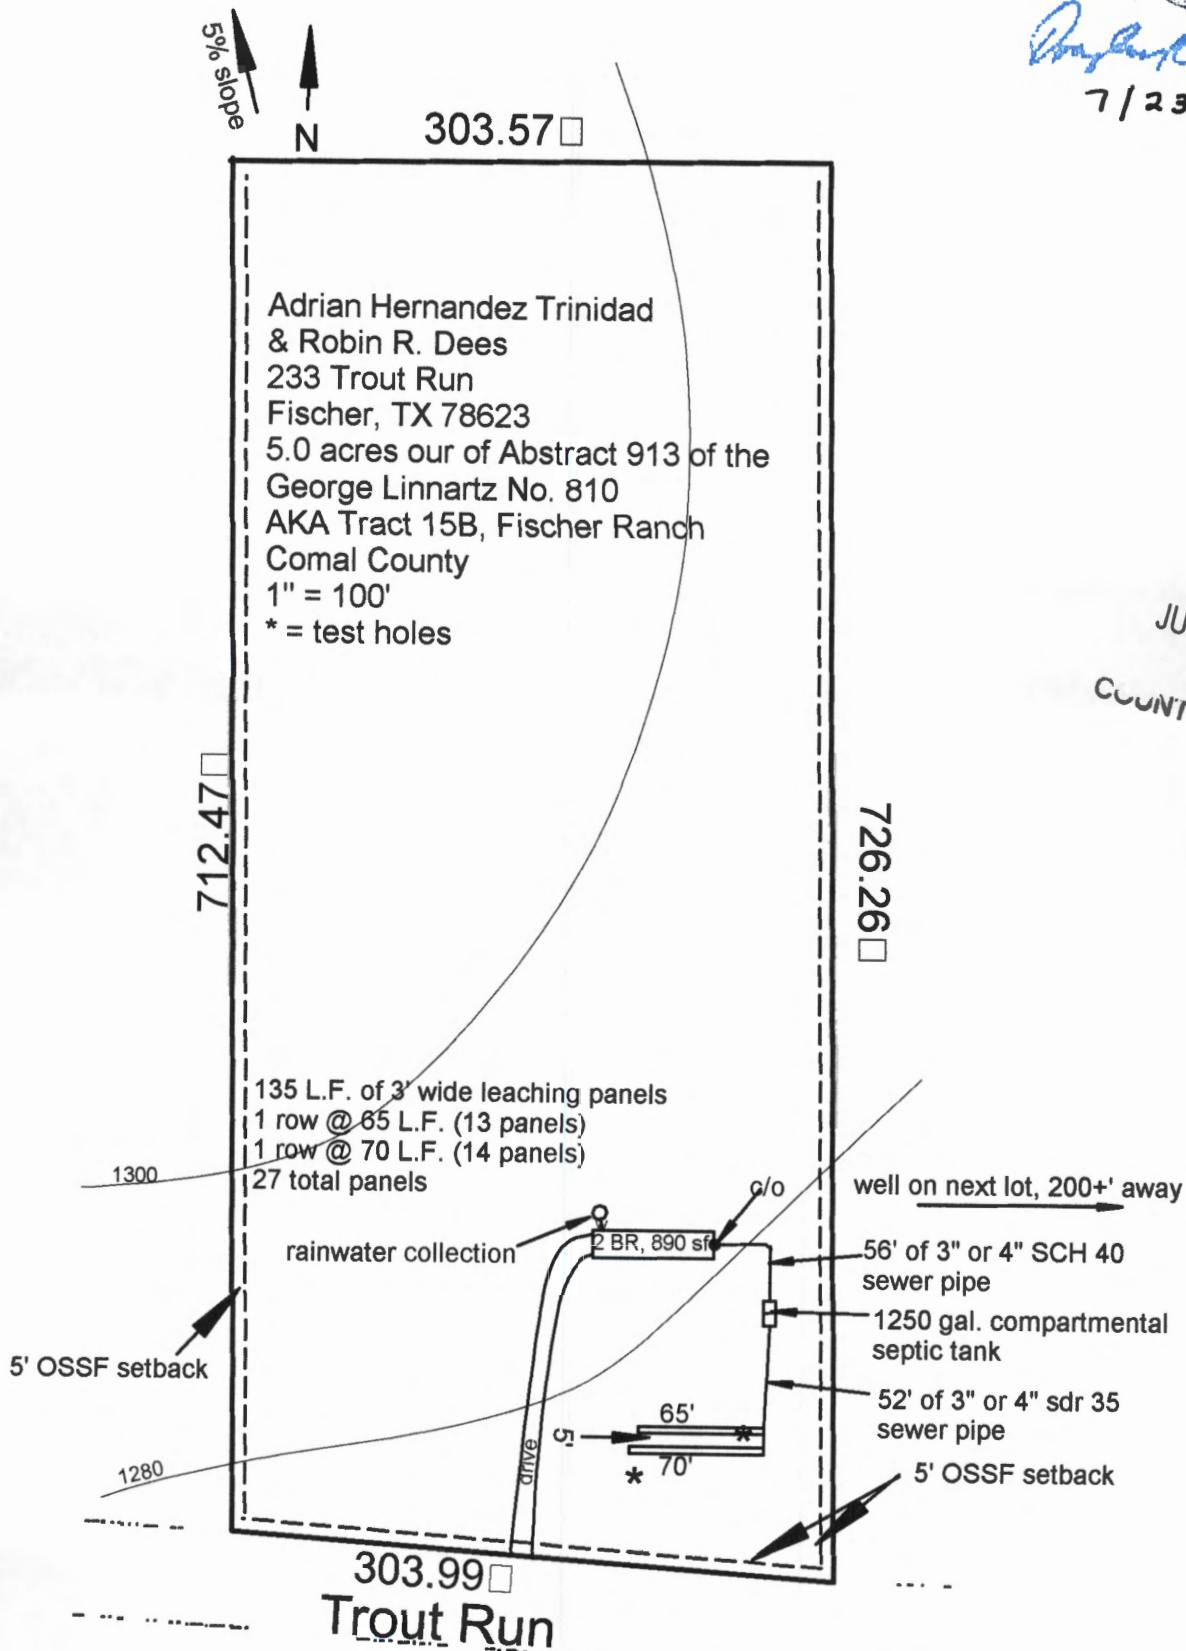 5% slope
N
7/23
303.57□
Adrian Hernandez Trinidad
& Robin R. Dees
233 Trout Run
Fischer, TX 78623
5.0 acres our of Abstract 913 of the
George Linnartz No. 810
AKA Tract 15B, Fischer Ranch
Comal County
1" = 100'
* = test holes
712.47□
726.26□
135 L.F. of 3' wide leaching panels
1 row @ 65 L.F. (13 panels)
1 row @ 70 L.F. (14 panels)
27 total panels
1300
c/o
well on next lot, 200+' away
rainwater collection
2 BR, 890 sf
56' of 3" or 4" SCH 40
sewer pipe
1250 gal. compartmental
septic tank
5' OSSF setback
52' of 3" or 4" sdr 35
sewer pipe
65'
5'
*
70'
*
drive
1280
5' OSSF setback
303.99□
Trout Run